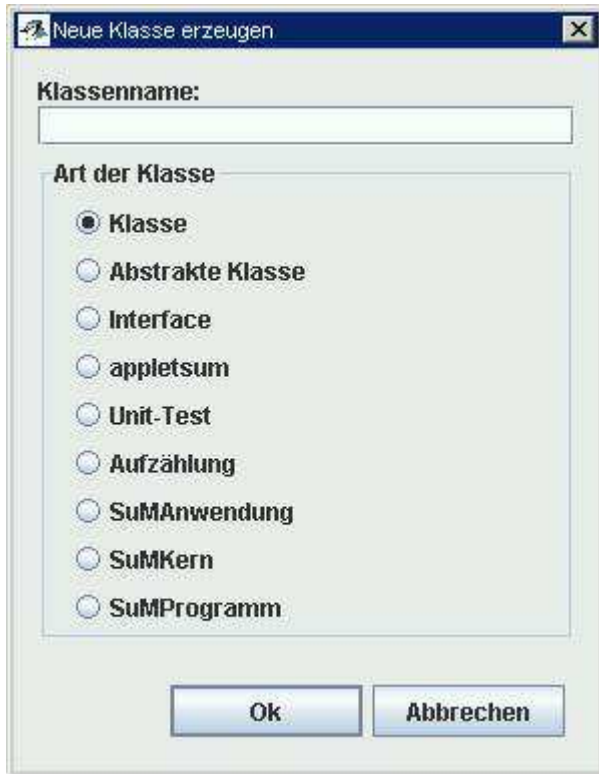 Neue Klasse erzeugen
Klassenname:
Art der Klasse
Klasse
Abstrakte Klasse
Interface
appletsum
Unit-Test
Aufzählung
SuMAnwendung
SuMKern
SuMProgramm
Ok Abbrechen